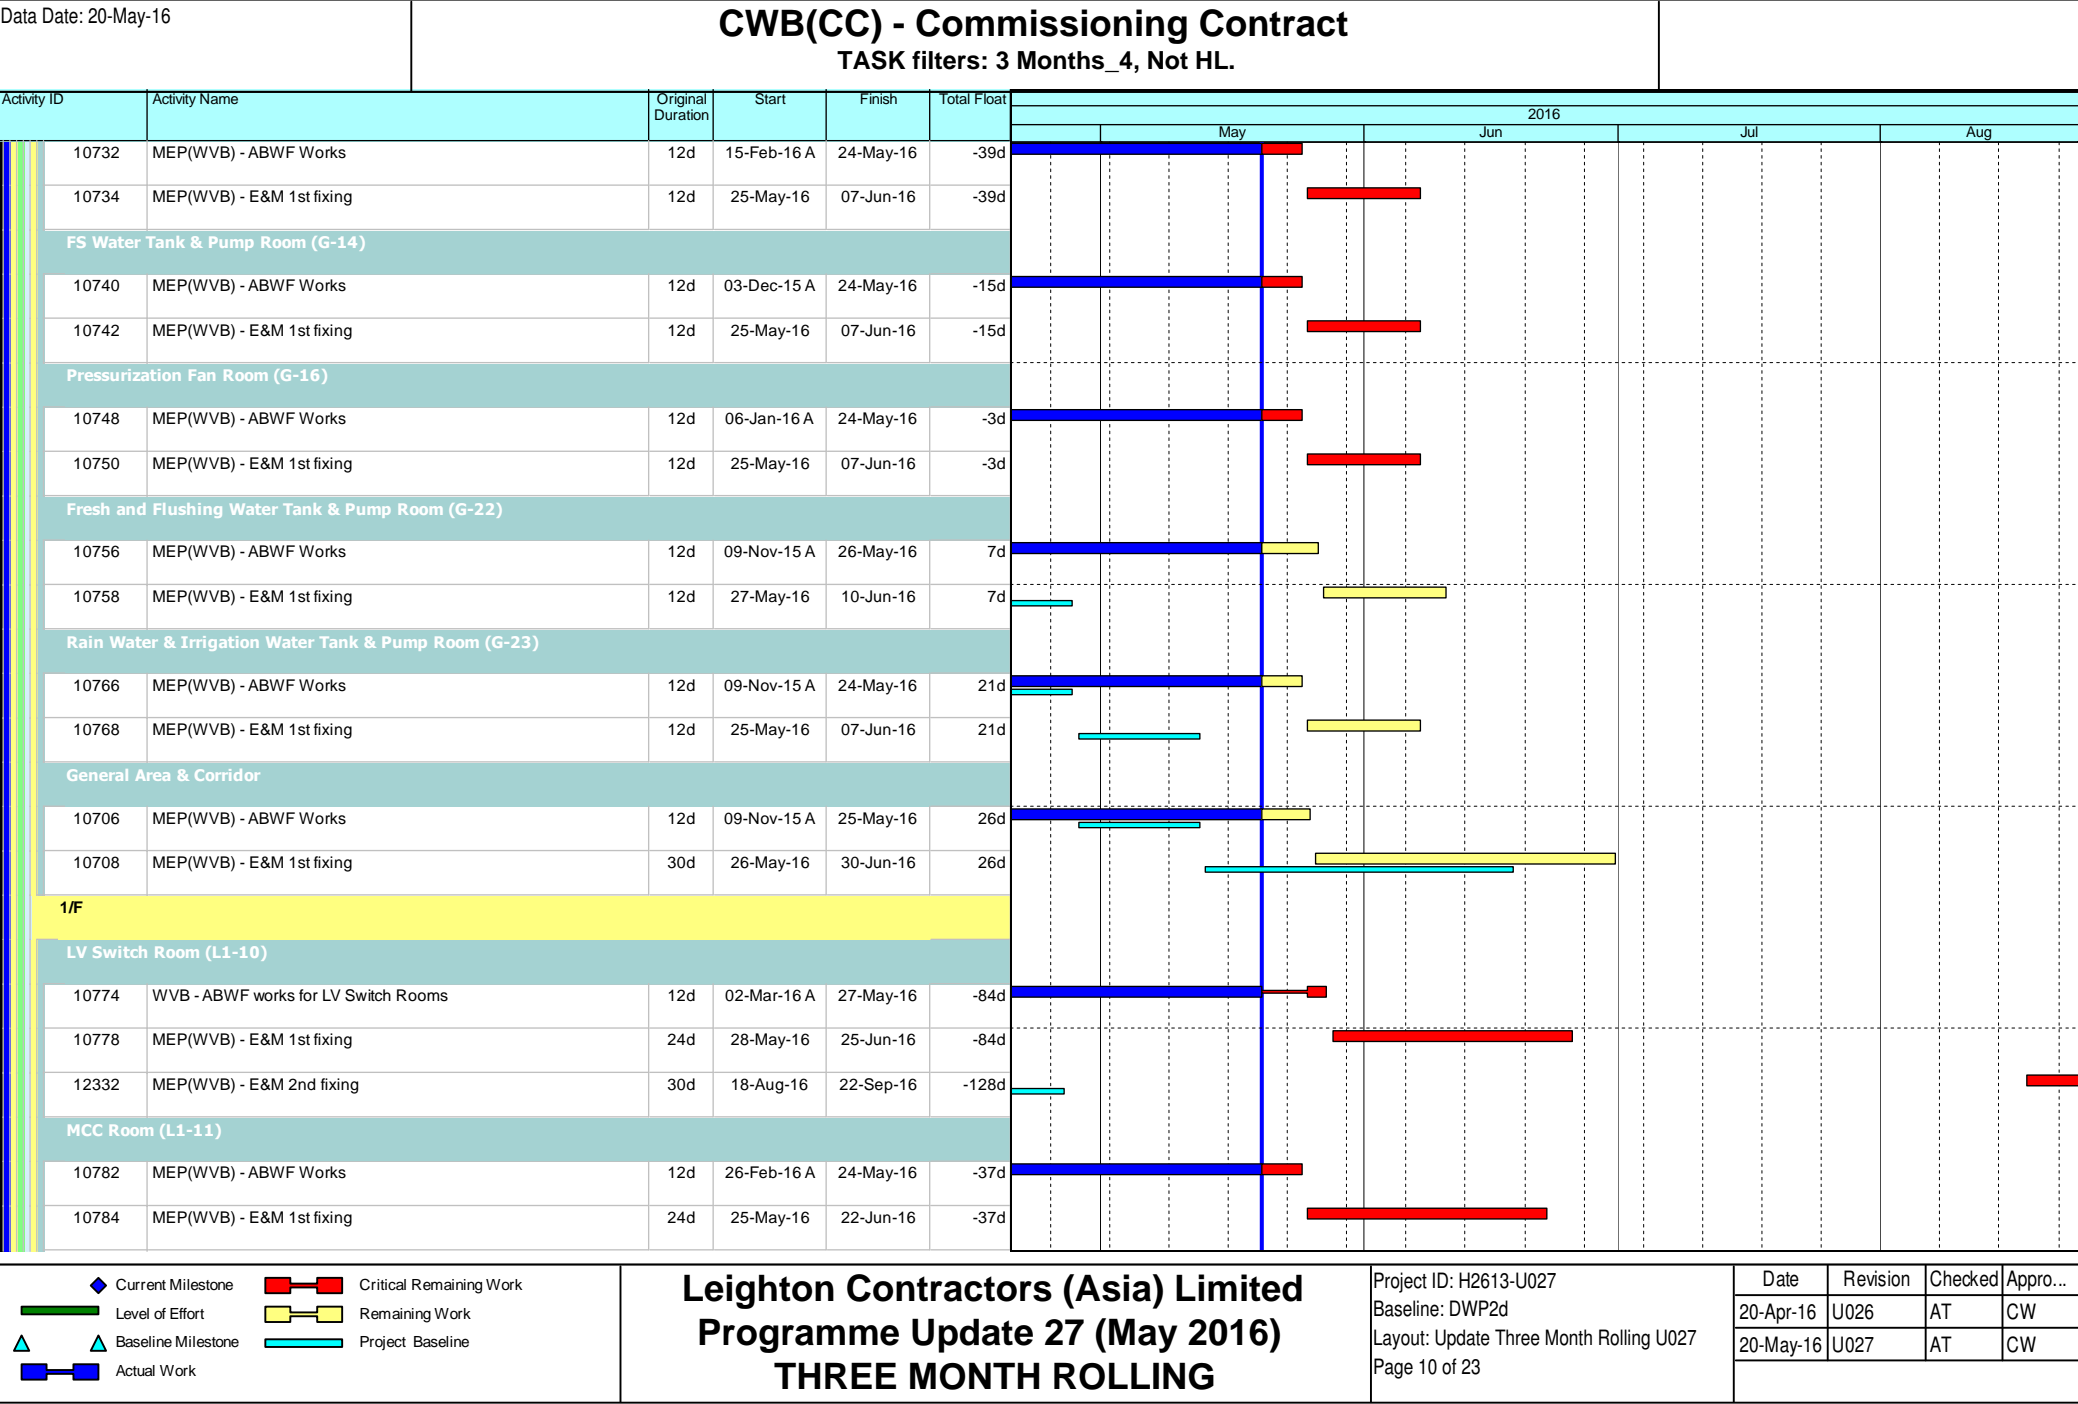 Data Date: 20-May-16
CWB(CC) - Commissioning Contract
TASK filters: 3 Months_4, Not HL.
Activity ID Activity Name Original Duration Start Finish Total Float
2016
May Jun Jul Aug
10732 MEP(WVB) - ABWF Works 12d 15-Feb-16 A 24-May-16 -39d
10734 MEP(WVB) - E&M 1st fixing 12d 25-May-16 07-Jun-16 -39d
FS Water Tank & Pump Room (G-14)
10740 MEP(WVB) - ABWF Works 12d 03-Dec-15 A 24-May-16 -15d
10742 MEP(WVB) - E&M 1st fixing 12d 25-May-16 07-Jun-16 -15d
Pressurization Fan Room (G-16)
10748 MEP(WVB) - ABWF Works 12d 06-Jan-16 A 24-May-16 -3d
10750 MEP(WVB) - E&M 1st fixing 12d 25-May-16 07-Jun-16 -3d
Fresh and Flushing Water Tank & Pump Room (G-22)
10756 MEP(WVB) - ABWF Works 12d 09-Nov-15 A 26-May-16 7d
10758 MEP(WVB) - E&M 1st fixing 12d 27-May-16 10-Jun-16 7d
Rain Water & Irrigation Water Tank & Pump Room (G-23)
10766 MEP(WVB) - ABWF Works 12d 09-Nov-15 A 24-May-16 21d
10768 MEP(WVB) - E&M 1st fixing 12d 25-May-16 07-Jun-16 21d
General Area & Corridor
10706 MEP(WVB) - ABWF Works 12d 09-Nov-15 A 25-May-16 26d
10708 MEP(WVB) - E&M 1st fixing 30d 26-May-16 30-Jun-16 26d
1/F
LV Switch Room (L1-10)
10774 WVB - ABWF works for LV Switch Rooms 12d 02-Mar-16 A 27-May-16 -84d
10778 MEP(WVB) - E&M 1st fixing 24d 28-May-16 25-Jun-16 -84d
12332 MEP(WVB) - E&M 2nd fixing 30d 18-Aug-16 22-Sep-16 -128d
MCC Room (L1-11)
10782 MEP(WVB) - ABWF Works 12d 26-Feb-16 A 24-May-16 -37d
10784 MEP(WVB) - E&M 1st fixing 24d 25-May-16 22-Jun-16 -37d
Current Milestone Critical Remaining Work
Level of Effort Remaining Work
Baseline Milestone Project Baseline
Actual Work
Leighton Contractors (Asia) Limited
Programme Update 27 (May 2016)
THREE MONTH ROLLING
Project ID: H2613-U027
Baseline: DWP2d
Layout: Update Three Month Rolling U027
Page 10 of 23
Date Revision Checked Appro...
20-Apr-16 U026 AT CW
20-May-16 U027 AT CW